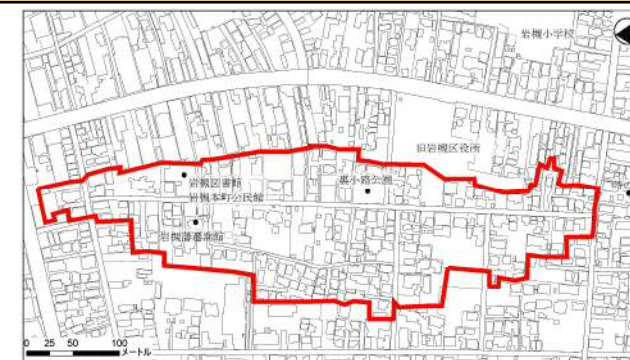 岩槻小学校
旧岩槻区役所
岩槻図書館
裏小路公園
岩槻本町公民館
岩槻藩遷喬館
0 25 50 100
メートル